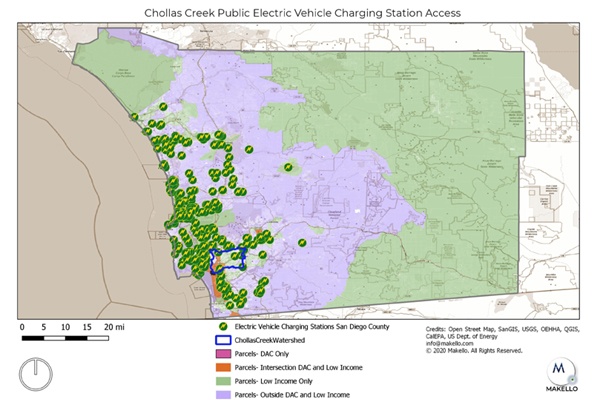 Chollas Creek Public Electric Vehicle Charging Station Access
0 5 10 15 20 mi
Electric Vehicle Charging Stations San Diego County
ChollasCreekWatershed
Parcels- DAC Only
Parcels- Intersection DAC and Low Income
Parcels- Low Income Only
Parcels- Outside DAC and Low Income
Credits: Open Street Map, SanGIS, USGS, OEHHA, QGIS,
CalEPA, US Dept. of Energy
info@makello.com
© 2020 Makello. All Rights Reserved.
M
MAKELLO